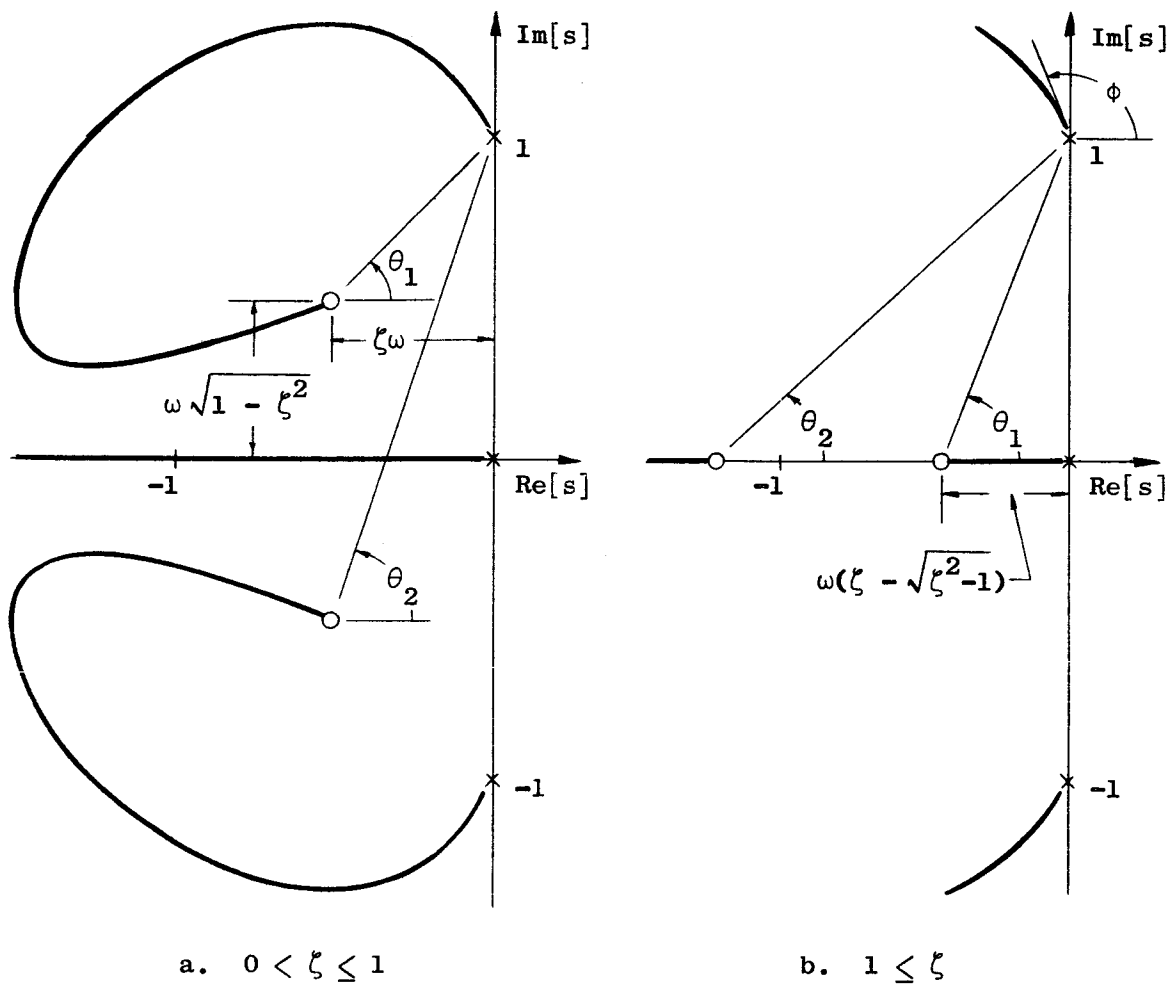 Im[s]
1
θ₁
ζω
ω√(1 - ζ²)
-1
Re[s]
θ₂
-1
a. 0 < ζ ≤ 1
Im[s]
ϕ
1
θ₂
θ₁
-1
Re[s]
ω(ζ - √(ζ²-1))
-1
b. 1 ≤ ζ